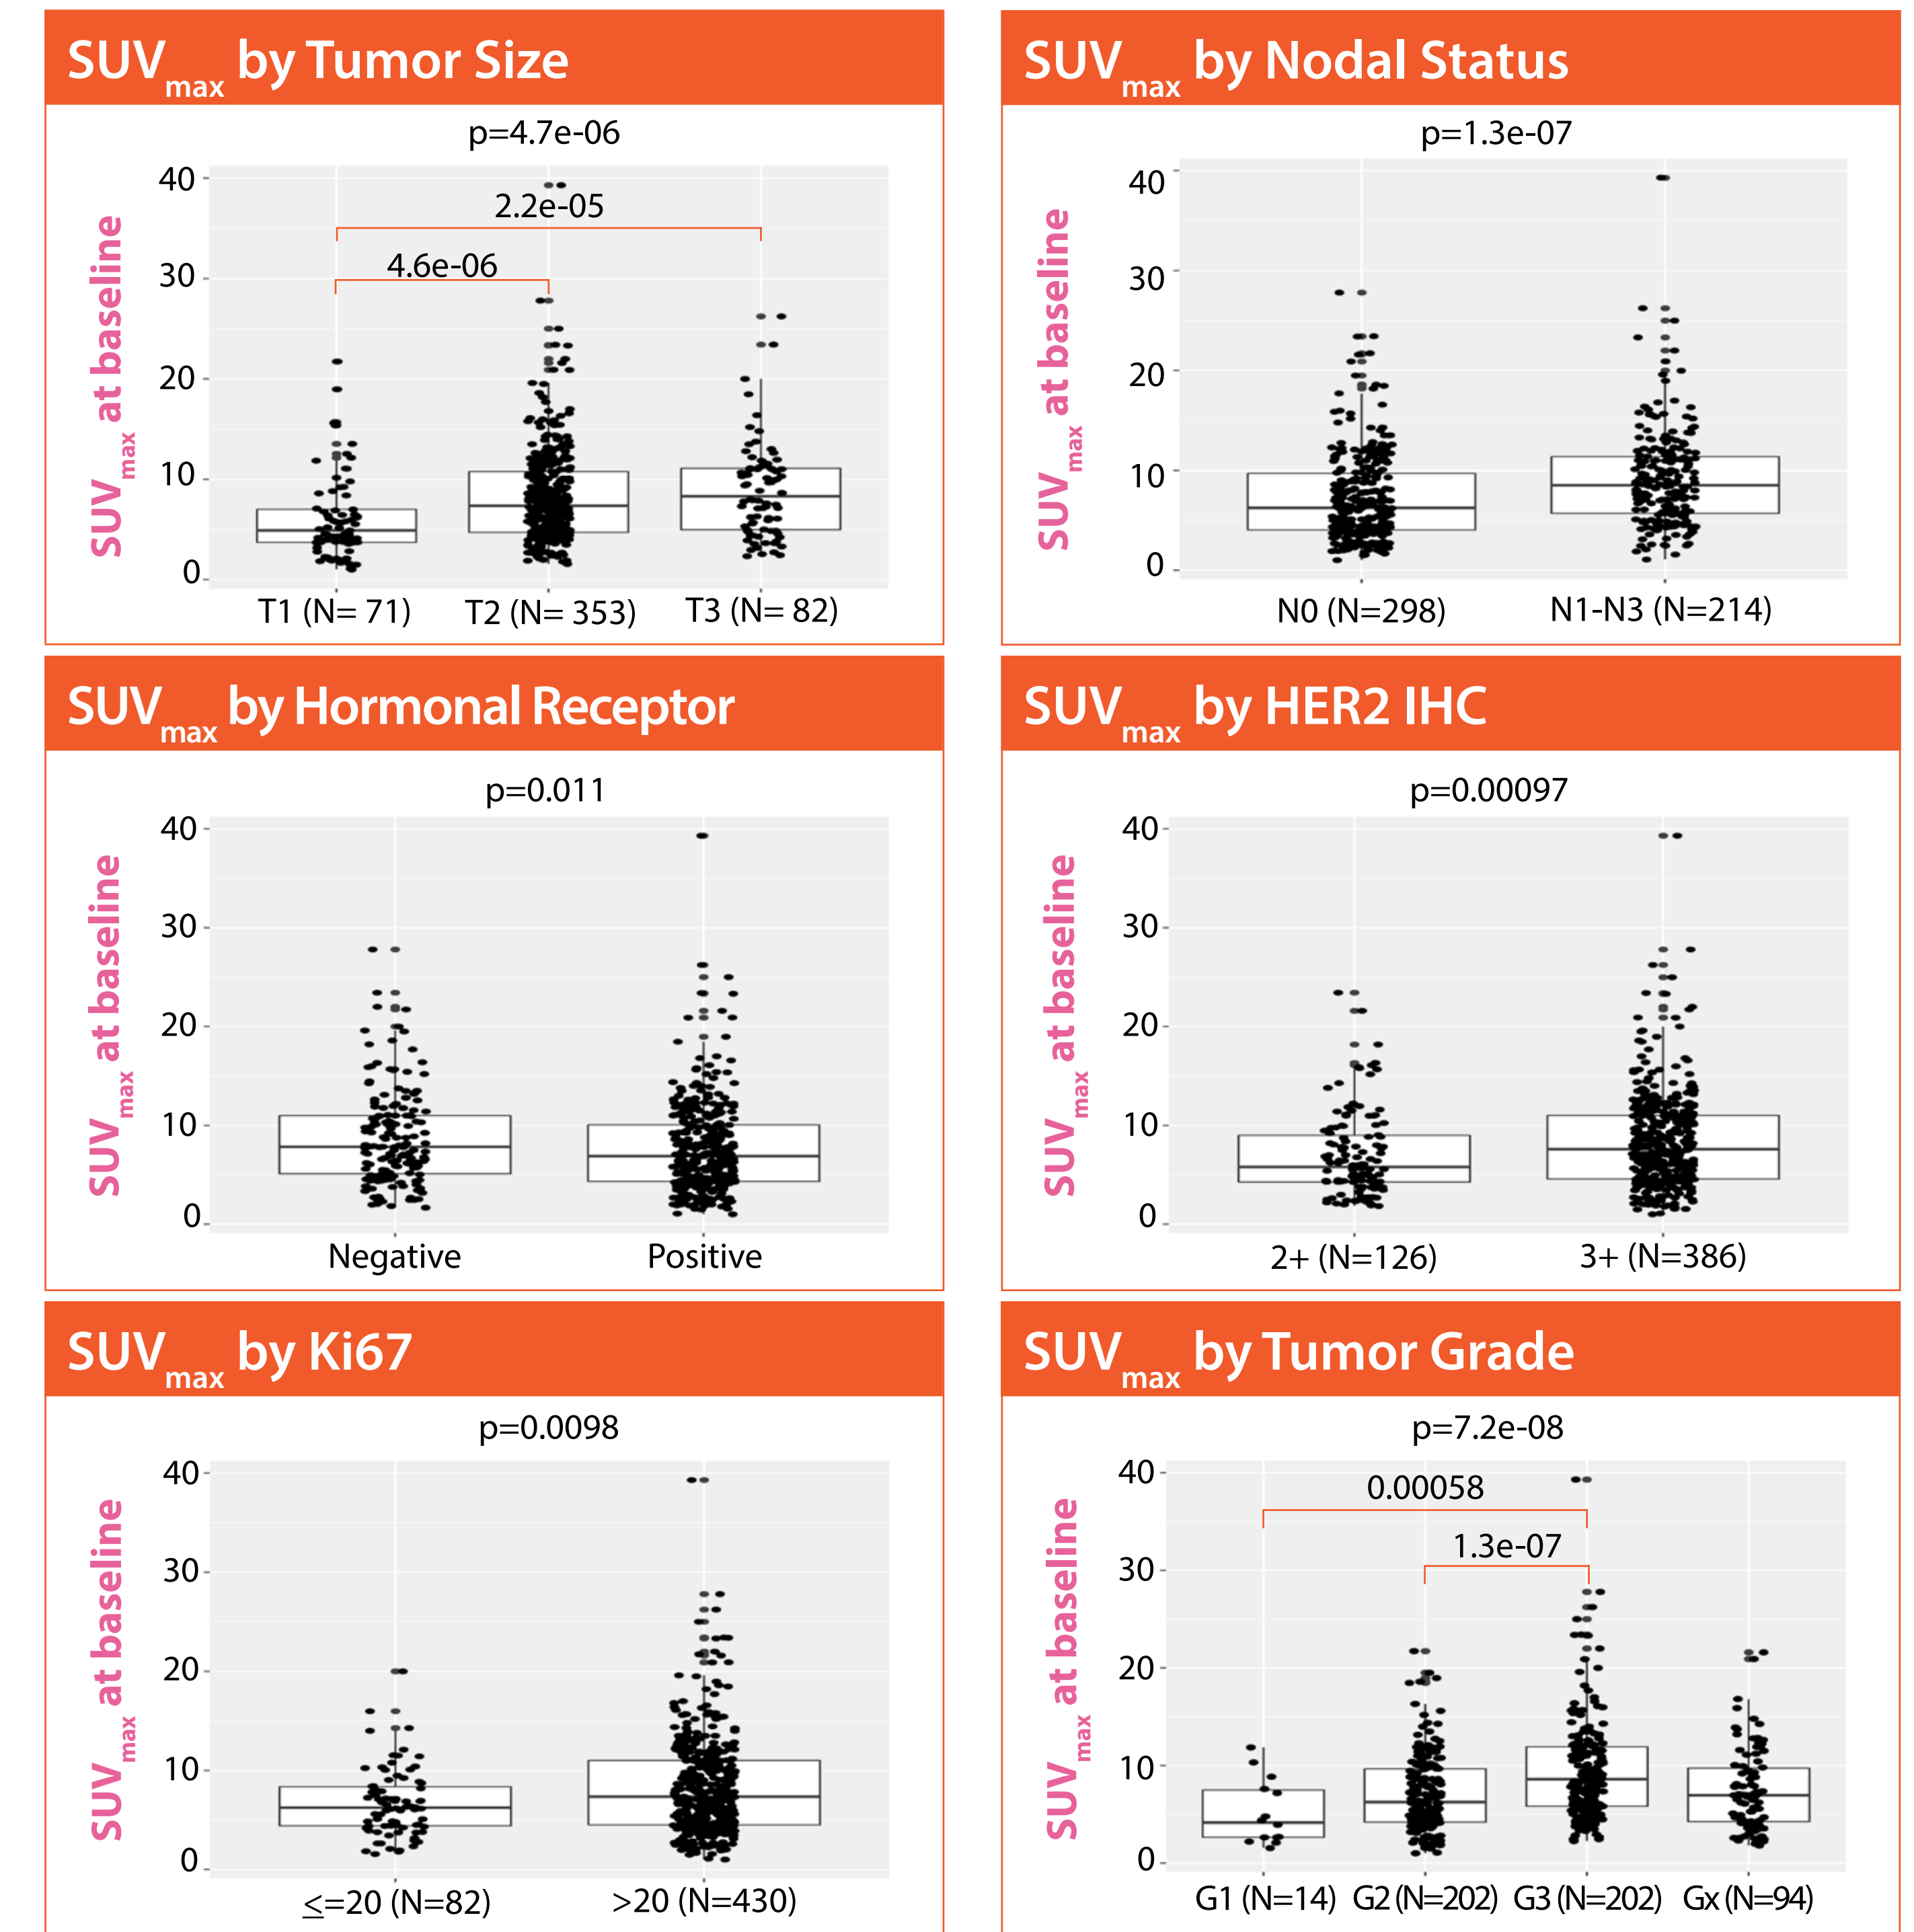 SUVmax by Tumor Size
p=4.7e-06
SUVmax at baseline
40
30
20
10
0
2.2e-05
4.6e-06
T1 (N= 71) T2 (N= 353) T3 (N= 82)
SUVmax by Nodal Status
p=1.3e-07
SUVmax at baseline
40
30
20
10
0
N0 (N=298) N1-N3 (N=214)
SUVmax by Hormonal Receptor
p=0.011
SUVmax at baseline
40
30
20
10
0
Negative Positive
SUVmax by HER2 IHC
p=0.00097
SUVmax at baseline
40
30
20
10
0
2+ (N=126) 3+ (N=386)
SUVmax by Ki67
p=0.0098
SUVmax at baseline
40
30
20
10
0
<=20 (N=82) >20 (N=430)
SUVmax by Tumor Grade
p=7.2e-08
SUVmax at baseline
40
30
20
10
0
0.00058
1.3e-07
G1 (N=14) G2 (N=202) G3 (N=202) Gx (N=94)